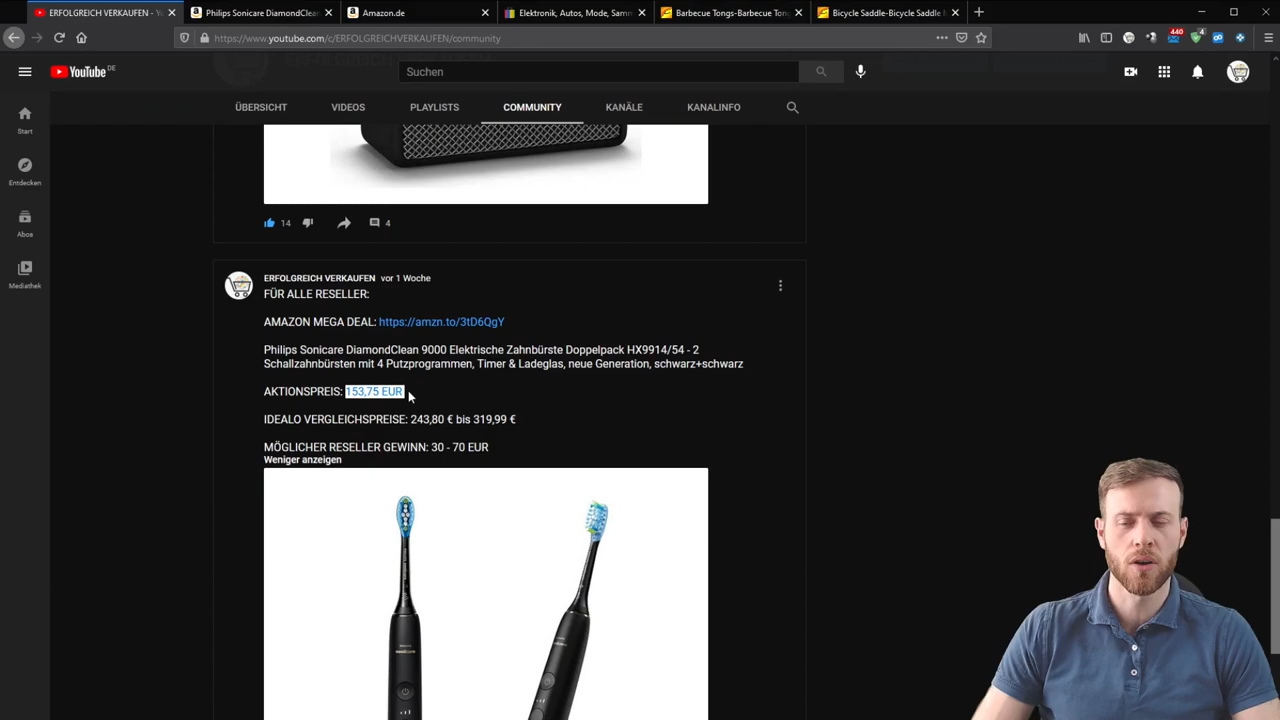 ERFOLGREICH VERKAUFEN - Yo
Philips Sonicare DiamondClean
Amazon.de
Elektronik, Autos, Mode, Samm
Barbecue Tongs-Barbecue Tong
Bicycle Saddle-Bicycle Saddle
https://www.youtube.com/c/ERFOLGREICHVERKAUFEN/community
440
4
YouTube DE
Suchen
ÜBERSICHT
VIDEOS
PLAYLISTS
COMMUNITY
KANÄLE
KANALINFO
Start
Entdecken
Abos
Mediathek
14
4
ERFOLGREICH VERKAUFEN vor 1 Woche
FÜR ALLE RESELLER:
AMAZON MEGA DEAL: https://amzn.to/3tD6QgY
Philips Sonicare DiamondClean 9000 Elektrische Zahnbürste Doppelpack HX9914/54 - 2
Schallzahnbürsten mit 4 Putzprogrammen, Timer & Ladeglas, neue Generation, schwarz+schwarz
AKTIONSPREIS: 153,75 EUR
IDEALO VERGLEICHSPREISE: 243,80 € bis 319,99 €
MÖGLICHER RESELLER GEWINN: 30 - 70 EUR
Weniger anzeigen